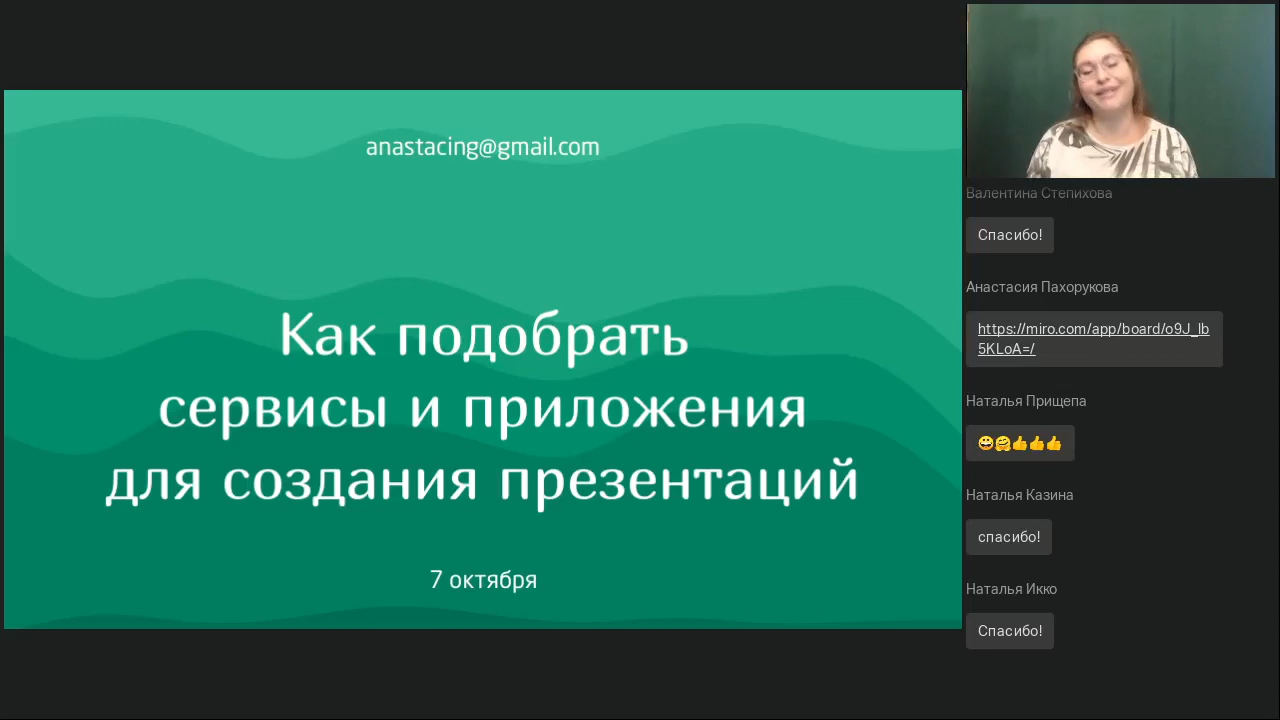 anastacing@gmail.com
Как подобрать
сервисы и приложения
для создания презентаций
7 октября
Валентина Степихова
Спасибо!
Анастасия Пахорукова
https://miro.com/app/board/o9J_lb
5KLoA=/
Наталья Прищепа
😀🤗👍👍👍
Наталья Казина
спасибо!
Наталья Икко
Спасибо!